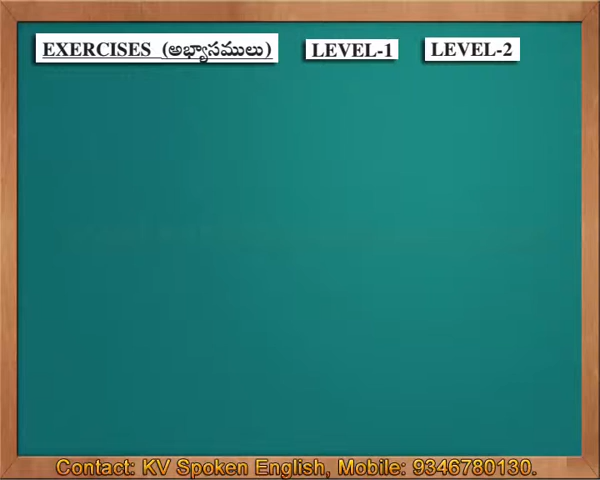 EXERCISES (అభ్యాసములు) LEVEL-1 LEVEL-2
Contact: KV Spoken English, Mobile: 9346780130.